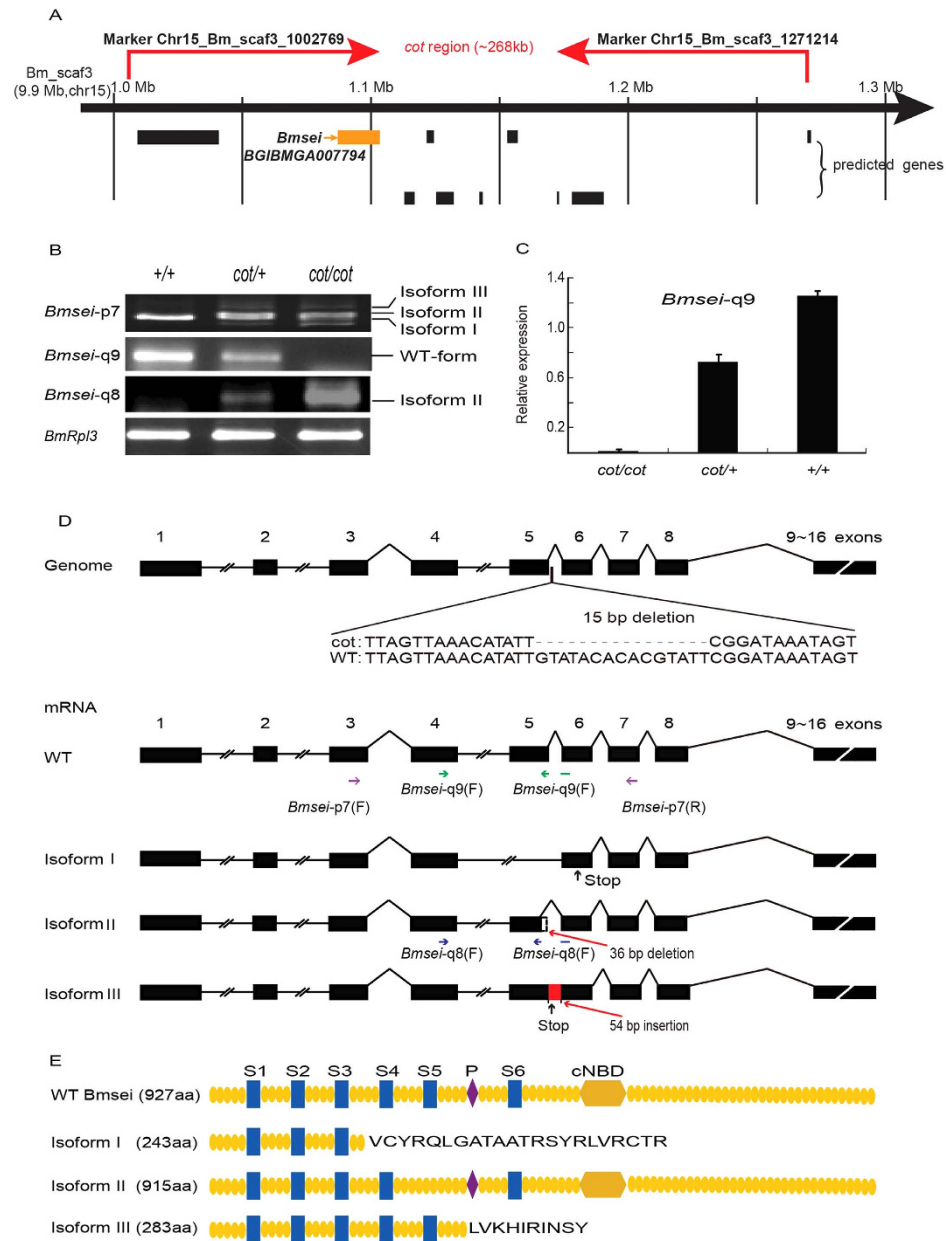 A
Marker Chr15_Bm_scaf3_1002769
cot region (~268kb)
Marker Chr15_Bm_scaf3_1271214
Bm_scaf3
(9.9 Mb,chr15)
1.0 Mb
1.1 Mb
1.2 Mb
1.3 Mb
Bmsei
BGIBMGA007794
predicted genes
B
+/+ cot/+ cot/cot
Bmsei-p7
Isoform III
Isoform II
Isoform I
Bmsei-q9
WT-form
Bmsei-q8
Isoform II
BmRpl3
C
Bmsei-q9
Relative expression
1.4
1.0
0.6
0.2
cot/cot cot/+ +/+
D
1 2 3 4 5 6 7 8 9~16 exons
Genome
15 bp deletion
cot: TTAGTTAAACATATT---------------CGGATAAATAGT
WT: TTAGTTAAACATATTGTATACACACGTATTCGGATAAATAGT
mRNA
1 2 3 4 5 6 7 8 9~16 exons
WT
Bmsei-p7(F)
Bmsei-q9(F)
Bmsei-q9(F)
Bmsei-p7(R)
Isoform I
Stop
Isoform II
Bmsei-q8(F)
Bmsei-q8(F)
36 bp deletion
Isoform III
Stop
54 bp insertion
E
S1 S2 S3 S4 S5 P S6 cNBD
WT Bmsei (927aa)
Isoform I (243aa)
VCYRQLGATAATRSYRLVRCTR
Isoform II (915aa)
Isoform III (283aa)
LVKHIRINSY